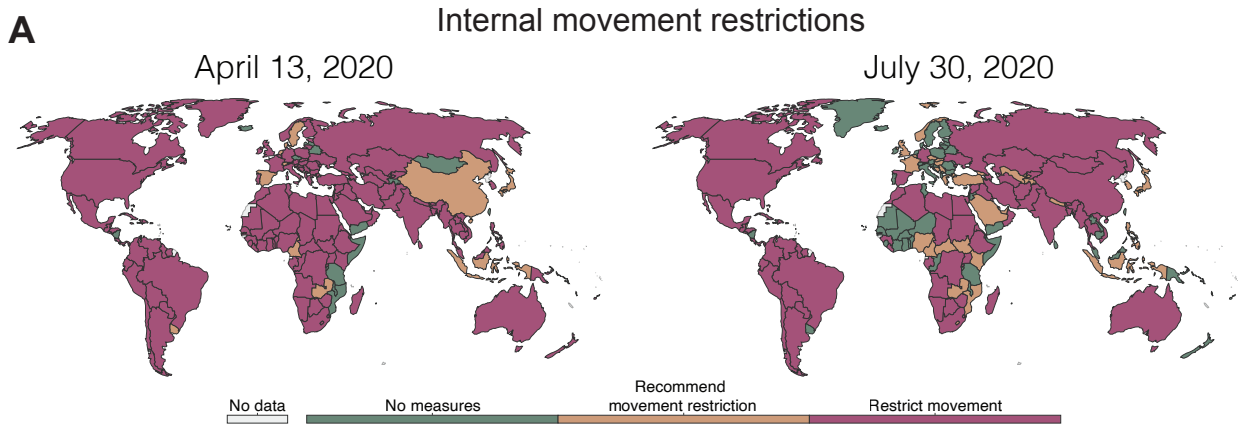 A
Internal movement restrictions
April 13, 2020
July 30, 2020
No data
No measures
Recommend
movement restriction
Restrict movement